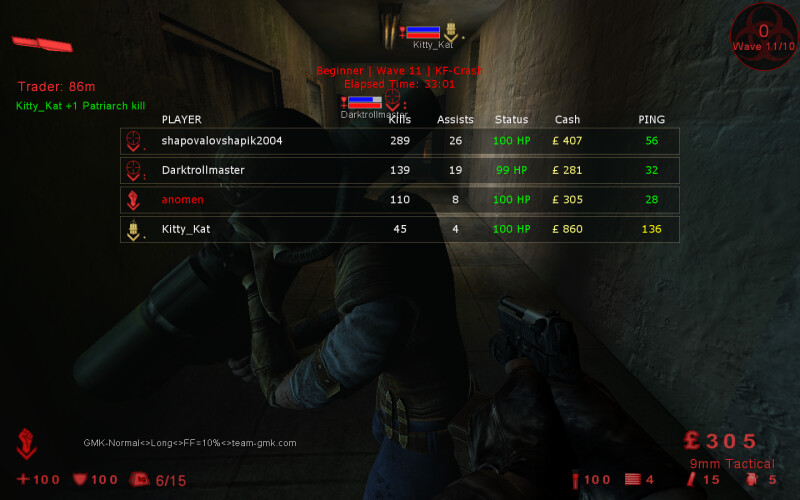 Kitty_Kat
0
Wave 11/10
Beginner | Wave 11 | KF-Crash
Elapsed Time: 33:01
Trader: 86m
Kitty_Kat +1 Patriarch kill
Darktrollmaster
PLAYER Kills Assists Status Cash PING
shapovalovshapik2004 289 26 100 HP £ 407 56
Darktrollmaster 139 19 99 HP £ 281 32
anomen 110 8 100 HP £ 305 28
Kitty_Kat 45 4 100 HP £ 860 136
GMK-Normal<>Long<>FF=10%<>team-gmk.com
£305
9mm Tactical
100 100 6/15 100 4 15 5